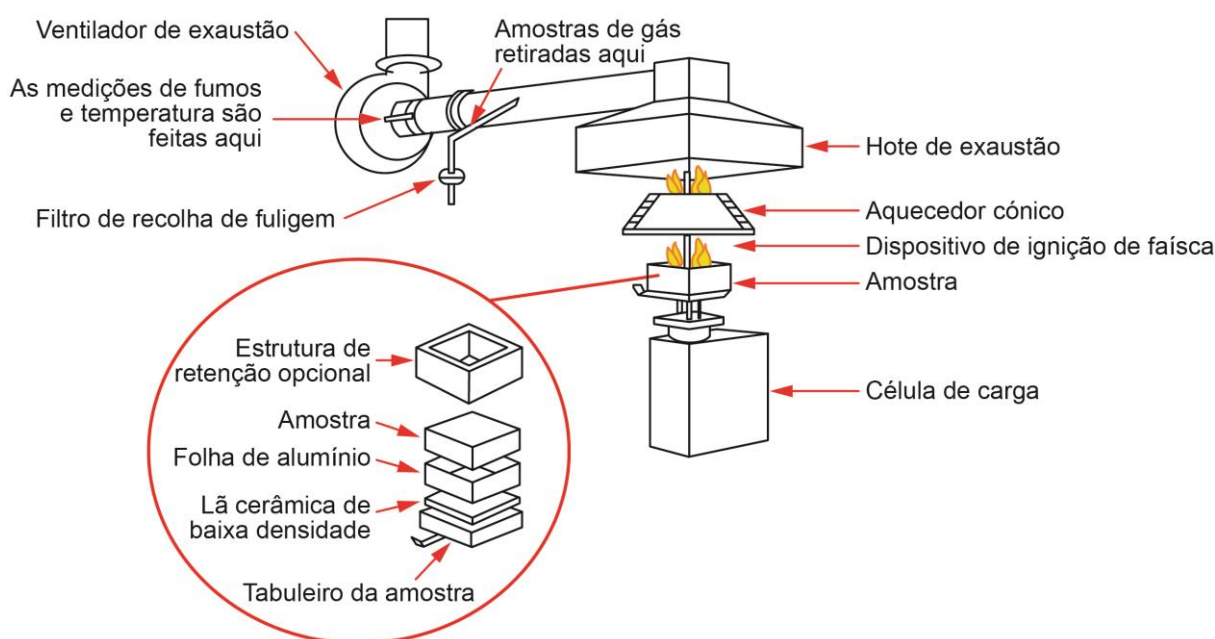 Ventilador de exaustão
Amostras de gás
retiradas aqui
As medições de fumos
e temperatura são
feitas aqui
Hote de exaustão
Filtro de recolha de fuligem
Aquecedor cónico
Dispositivo de ignição de faísca
Amostra
Estrutura de
retenção opcional
Célula de carga
Amostra
Folha de alumínio
Lã cerâmica de
baixa densidade
Tabuleiro da amostra